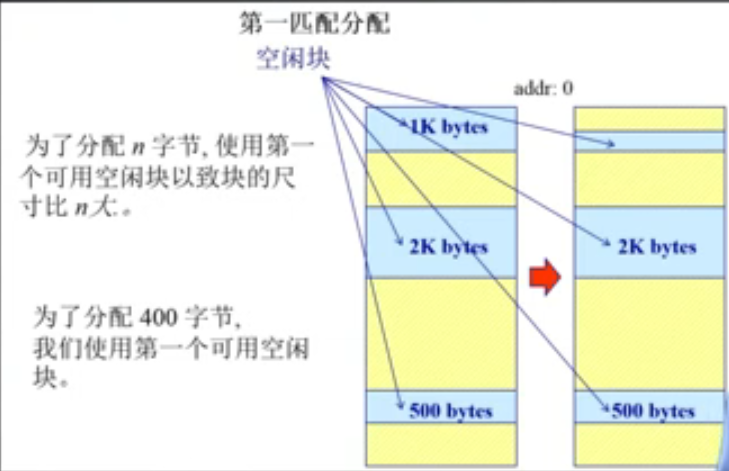 第一匹配分配
空闲块
addr: 0
为了分配 n 字节, 使用第一
个可用空闲块以致块的尺
寸比 n大.。
为了分配 400 字节,
我们使用第一个可用空闲
块。
1K bytes
2K bytes
500 bytes
2K bytes
500 bytes